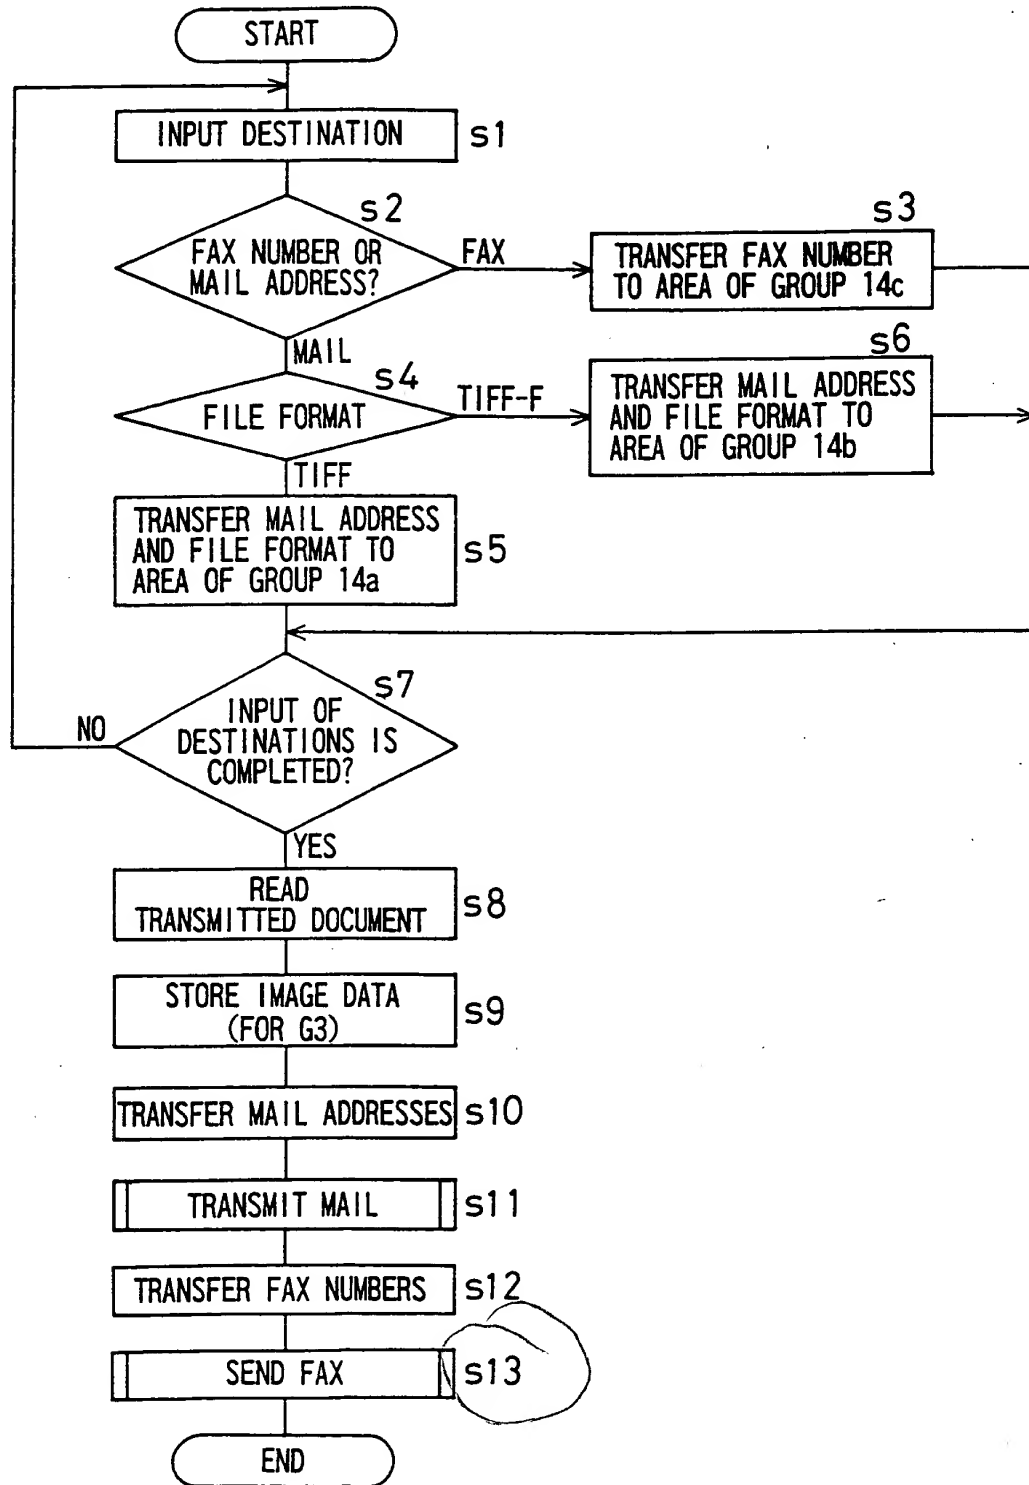 START
INPUT DESTINATION
s1
s2
FAX NUMBER OR
MAIL ADDRESS?
FAX
s3
TRANSFER FAX NUMBER
TO AREA OF GROUP 14c
MAIL
s4
FILE FORMAT
TIFF-F
s6
TRANSFER MAIL ADDRESS
AND FILE FORMAT TO
AREA OF GROUP 14b
TIFF
TRANSFER MAIL ADDRESS
AND FILE FORMAT TO
AREA OF GROUP 14a
s5
s7
INPUT OF
DESTINATIONS IS
COMPLETED?
NO
YES
READ
TRANSMITTED DOCUMENT
s8
STORE IMAGE DATA
(FOR G3)
s9
TRANSFER MAIL ADDRESSES
s10
TRANSMIT MAIL
s11
TRANSFER FAX NUMBERS
s12
SEND FAX
s13
END